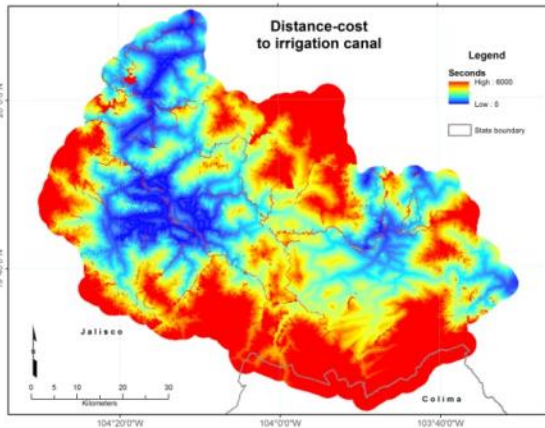 Distance-cost
to irrigation canal
Legend
Seconds
High : 6000
Low : 0
State boundary
Jalisco
0 5 10 20 30
Kilometers
Colima
104°20'0"W
104°0'0"W
103°40'0"W